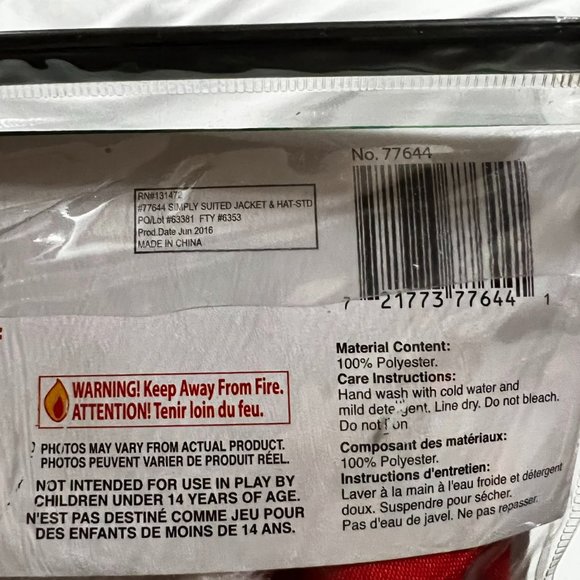 No. 77644
RN#131472
#77644 SIMPLY SUITED JACKET & HAT-STD
PO/Lot #63381 FTY #6353
Prod.Date Jun 2016
MADE IN CHINA
7 21773 77644 1
WARNING! Keep Away From Fire.
ATTENTION! Tenir loin du feu.
PHOTOS MAY VARY FROM ACTUAL PRODUCT.
PHOTOS PEUVENT VARIER DE PRODUIT RÉEL.
NOT INTENDED FOR USE IN PLAY BY
CHILDREN UNDER 14 YEARS OF AGE.
N'EST PAS DESTINÉ COMME JEU POUR
DES ENFANTS DE MOINS DE 14 ANS.
Material Content:
100% Polyester.
Care Instructions:
Hand wash with cold water and
mild detergent. Line dry. Do not bleach.
Do not
Composant des matériaux:
100% Polyester.
Instructions d'entretien:
Laver à la main à l'eau froide et détergent
doux. Suspendre pour sécher.
Pas d'eau de javel. Ne pas repasser.